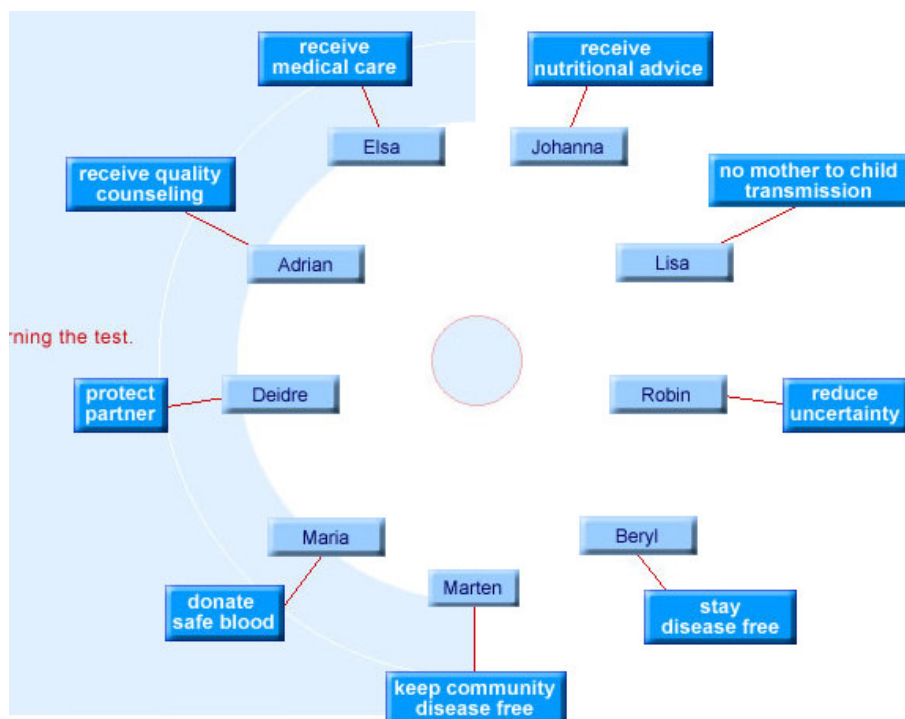 receive
medical care
receive
nutritional advice
Elsa
Johanna
receive quality
counseling
no mother to child
transmission
Adrian
Lisa
rning the test.
protect
partner
Deidre
Robin
reduce
uncertainty
Maria
Beryl
Marten
donate
safe blood
stay
disease free
keep community
disease free